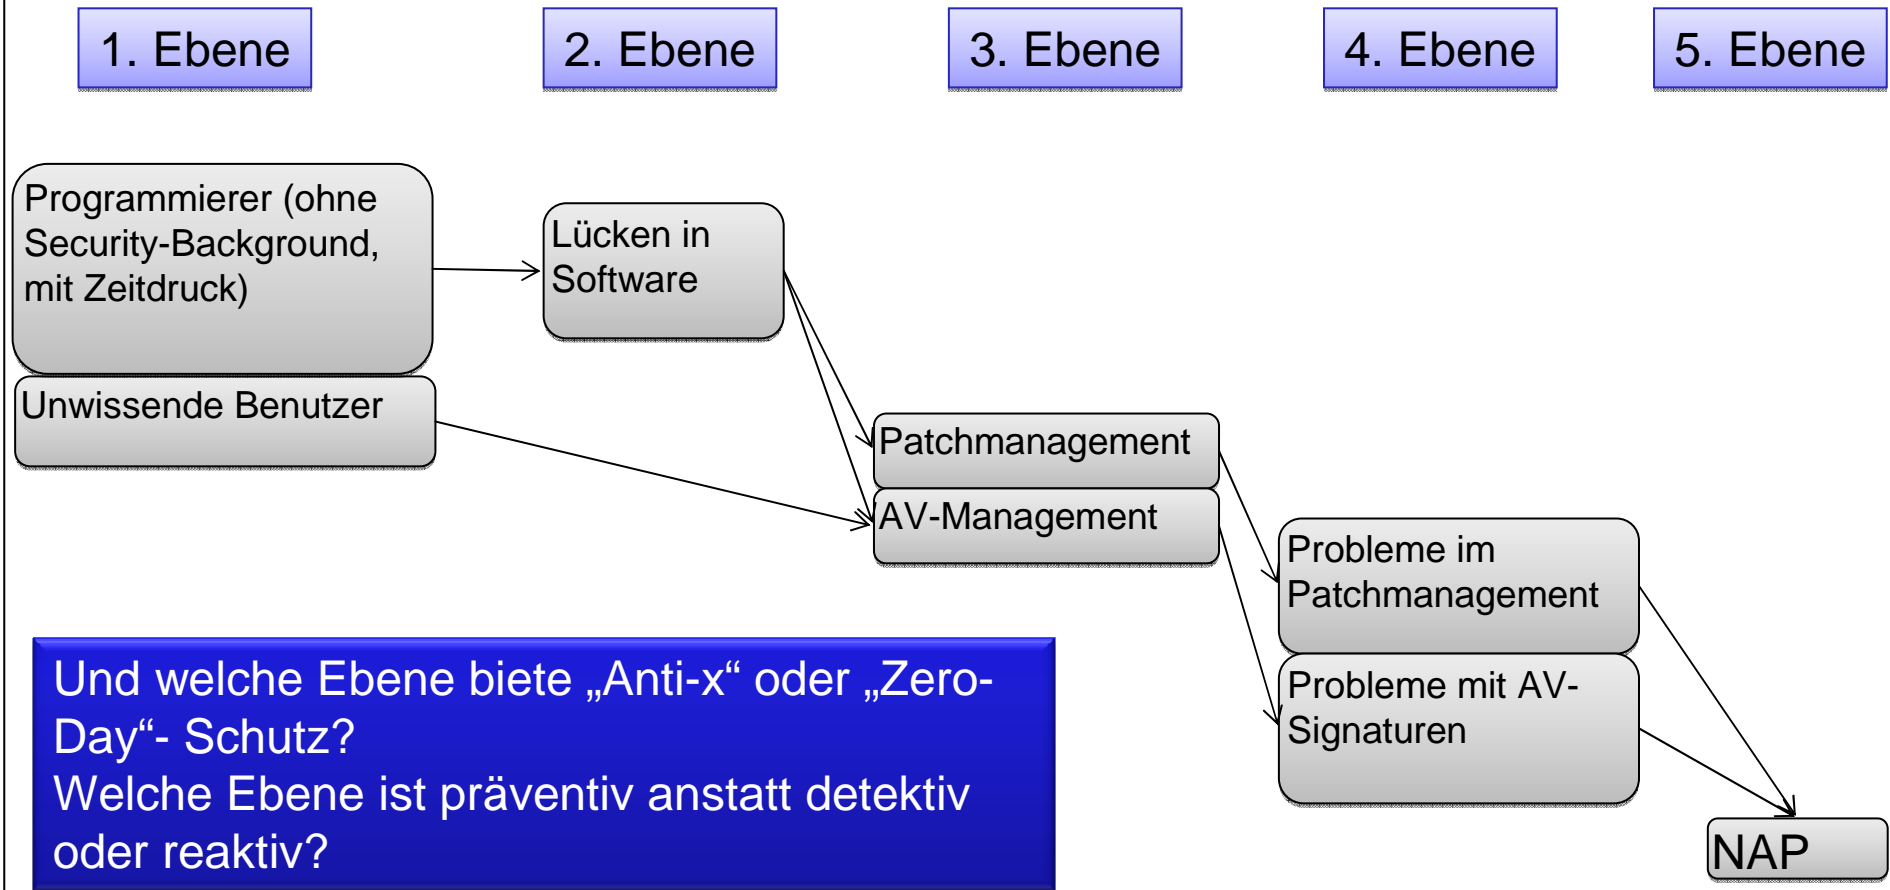 1. Ebene
2. Ebene
3. Ebene
4. Ebene
5. Ebene
Programmierer (ohne
Security-Background,
mit Zeitdruck)
Unwissende Benutzer
Lücken in
Software
Patchmanagement
AV-Management
Probleme im
Patchmanagement
Probleme mit AV-
Signaturen
NAP
Und welche Ebene biete „Anti-x“ oder „Zero-
Day“- Schutz?
Welche Ebene ist präventiv anstatt detektiv
oder reaktiv?